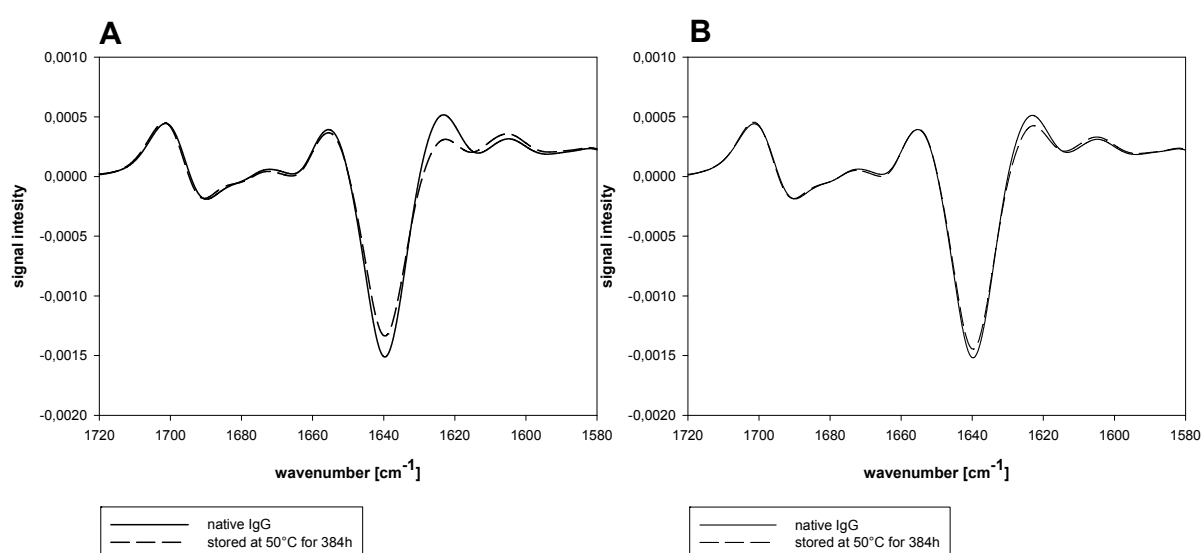 A
0,0010
0,0005
0,0000
-0,0005
-0,0010
-0,0015
-0,0020
signal intesity
1720 1700 1680 1660 1640 1620 1600 1580
wavenumber [cm-1]
native IgG
stored at 50°C for 384h
B
0,0010
0,0005
0,0000
-0,0005
-0,0010
-0,0015
-0,0020
signal intesity
1720 1700 1680 1660 1640 1620 1600 1580
wavenumber [cm-1]
native IgG
stored at 50°C for 384h